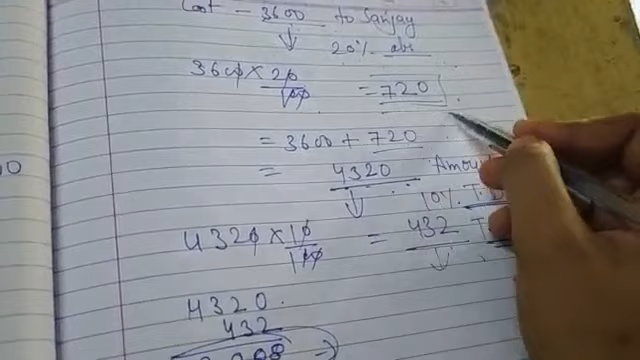 Cost - 3600 to Sanjay
20% abv
3600 × 20 / 100 = 720
= 3600 + 720
= 4320 Amou
10% T.D
4320 × 10 / 100 = 432 T
4320
432